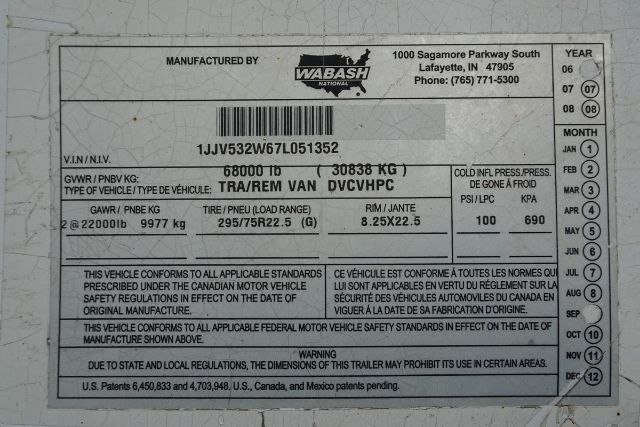 MANUFACTURED BY
WABASH
NATIONAL
1000 Sagamore Parkway South
Lafayette, IN 47905
Phone: (765) 771-5300
1JJV532W67L051352
V.I.N / N.I.V.
GVWR / PNBV KG: 68000 lb ( 30838 KG )
TYPE OF VEHICLE / TYPE DE VÉHICULE: TRA/REM VAN DVCVHPC
COLD INFL PRESS./PRESS.
DE GONE À FROID
GAWR / PNBE KG TIRE / PNEU (LOAD RANGE) RIM / JANTE PSI / LPC KPA
2@22000lb 9977 kg 295/75R22.5 (G) 8.25X22.5 100 690
THIS VEHICLE CONFORMS TO ALL APPLICABLE STANDARDS
PRESCRIBED UNDER THE CANADIAN MOTOR VEHICLE
SAFETY REGULATIONS IN EFFECT ON THE DATE OF
ORIGINAL MANUFACTURE.
CE VÉHICULE EST CONFORME À TOUTES LES NORMES QUI
LUI SONT APPLICABLES EN VERTU DU RÉGLEMENT SUR LA
SÉCURITÉ DES VÉHICULES AUTOMOVILES DU CANADA EN
VIGUER À LA DATE DE SA FABRICATION D'ORIGINE.
THIS VEHICLE CONFORMS TO ALL APPLICABLE FEDERAL MOTOR VEHICLE SAFETY STANDARDS IN EFFECT ON THE DATE OF
MANUFACTURE SHOWN ABOVE.
WARNING
DUE TO STATE AND LOCAL REGULATIONS, THE DIMENSIONS OF THIS TRAILER MAY PROHIBIT ITS USE IN CERTAIN AREAS.
U.S. Patents 6,450,833 and 4,703,948. U.S., Canada, and Mexico patents pending.
YEAR
06
07 07
08 08
MONTH
JAN 1
FEB 2
MAR 3
APR 4
MAY 5
JUN 6
JUL 7
AUG 8
SEP
OCT 10
NOV 11
DEC 12